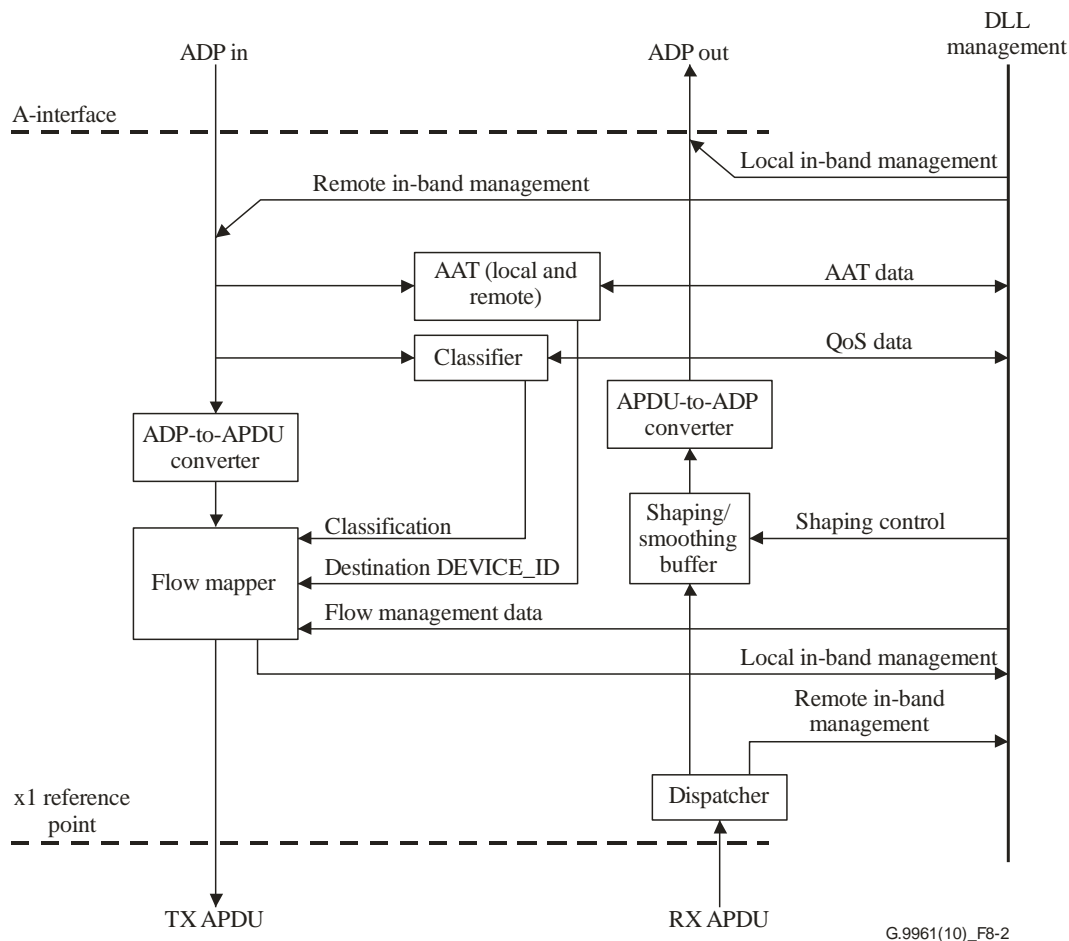 ADP in
ADP out
DLL
management
A-interface
Local in-band management
Remote in-band management
AAT (local and
remote)
AAT data
Classifier
QoS data
ADP-to-APDU
converter
APDU-to-ADP
converter
Shaping/
smoothing
buffer
Shaping control
Classification
Flow mapper
Destination DEVICE_ID
Flow management data
Local in-band management
Remote in-band
management
x1 reference
point
Dispatcher
TX APDU
RX APDU
G.9961(10)_F8-2